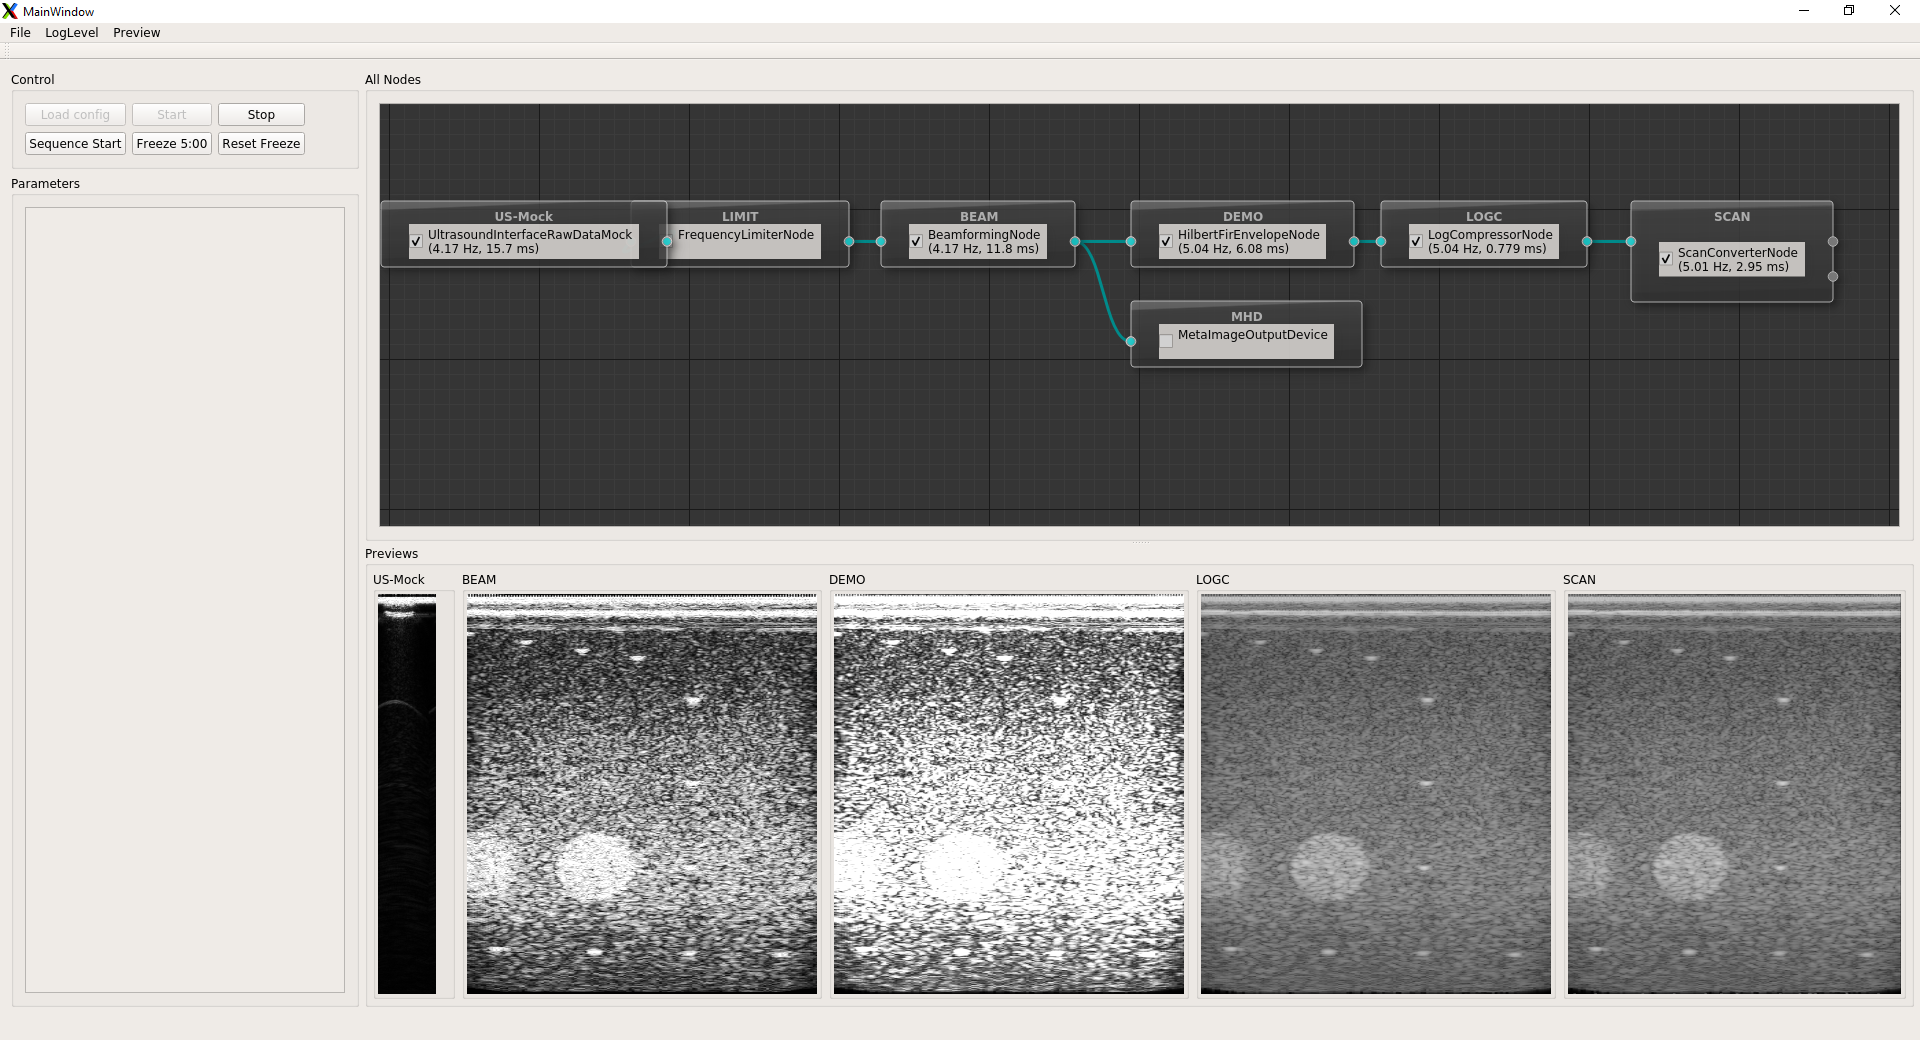 MainWindow
File LogLevel Preview
Control
Load config Start Stop
Sequence Start Freeze 5:00 Reset Freeze
Parameters
All Nodes
US-Mock
UltrasoundInterfaceRawDataMock
(4.17 Hz, 15.7 ms)
LIMIT
FrequencyLimiterNode
BEAM
BeamformingNode
(4.17 Hz, 11.8 ms)
DEMO
HilbertFirEnvelopeNode
(5.04 Hz, 6.08 ms)
LOGC
LogCompressorNode
(5.04 Hz, 0.779 ms)
SCAN
ScanConverterNode
(5.01 Hz, 2.95 ms)
MHD
MetaImageOutputDevice
Previews
US-Mock BEAM DEMO LOGC SCAN